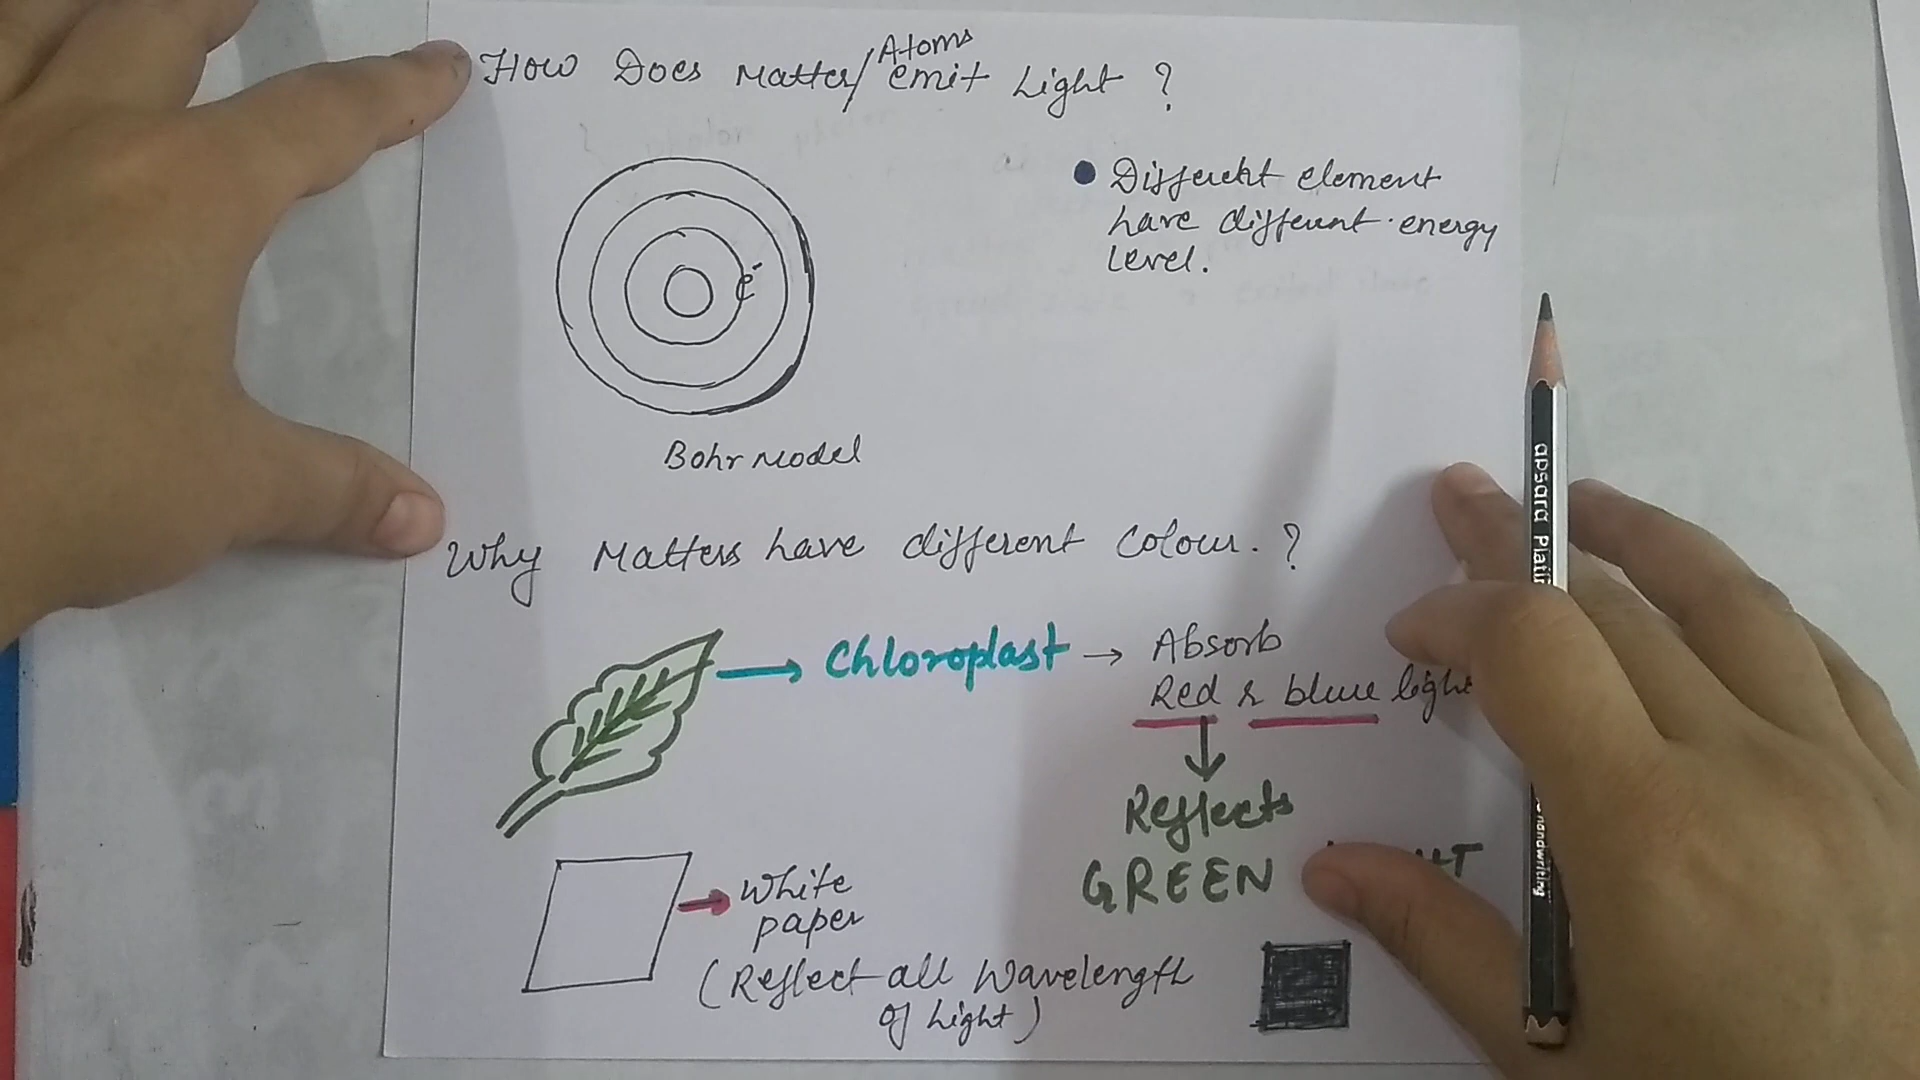 How Does Matter/Atoms emit Light ?
• Different element
have different energy
level.
e-
Bohr Model
Why Matters have different Colour. ?
Chloroplast → Absorb
Red & blue light
Reflects
GREEN
White
paper
(Reflect all Wavelength
of Light)
apsara Plati